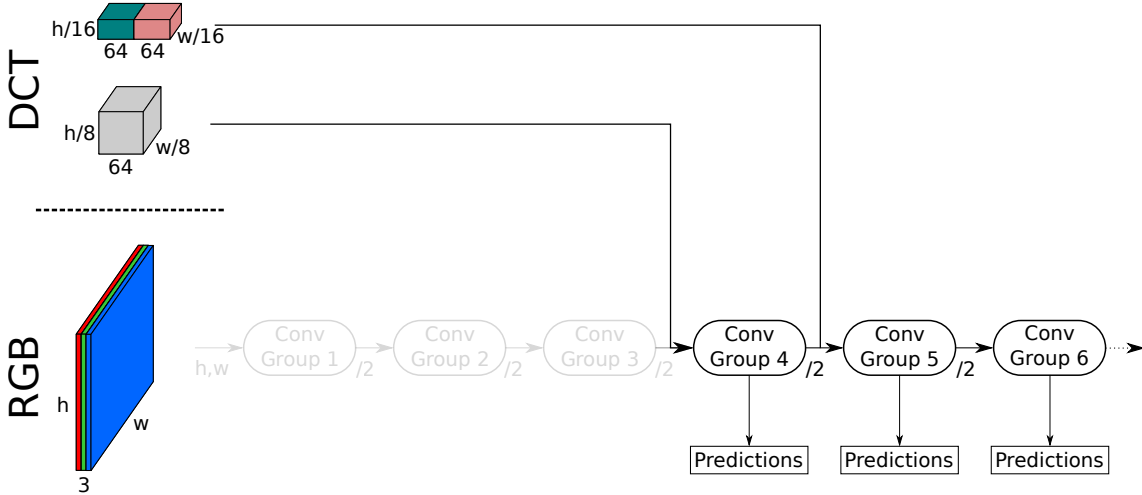 DCT
h/16
64 64
w/16
h/8
64
w/8
RGB
h
w
3
h,w
Conv
Group 1
/2
Conv
Group 2
/2
Conv
Group 3
/2
Conv
Group 4
/2
Conv
Group 5
/2
Conv
Group 6
Predictions
Predictions
Predictions